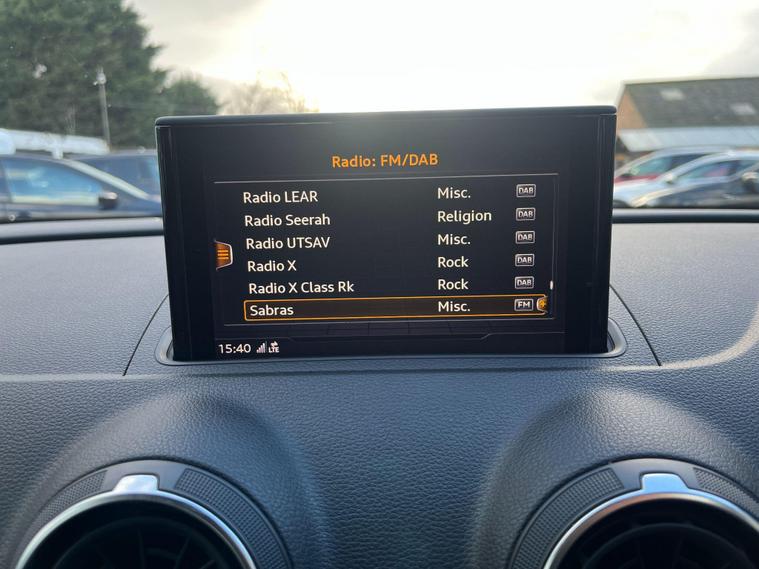 Radio: FM/DAB
Radio LEAR Misc. DAB
Radio Seerah Religion DAB
Radio UTSAV Misc. DAB
Radio X Rock DAB
Radio X Class Rk Rock DAB
Sabras Misc. FM
15:40 LTE